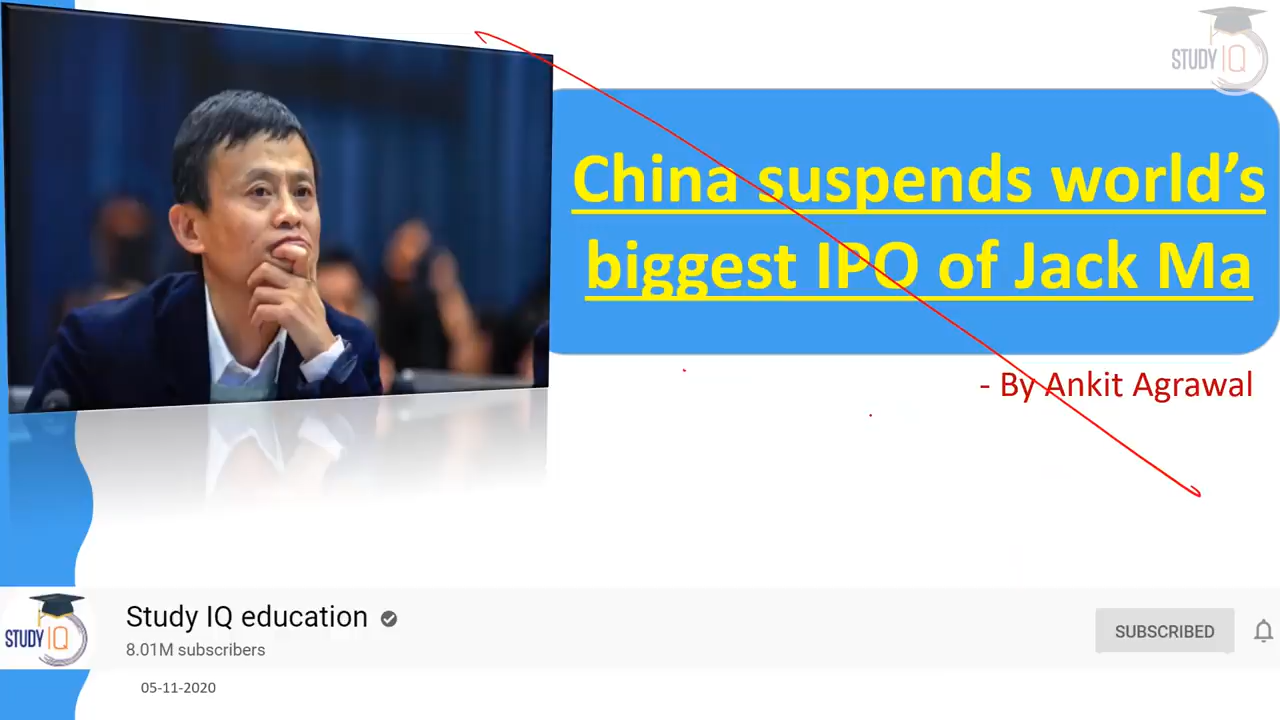 STUDY IQ
China suspends world’s
biggest IPO of Jack Ma
- By Ankit Agrawal
STUDY IQ
Study IQ education
8.01M subscribers
SUBSCRIBED
05-11-2020